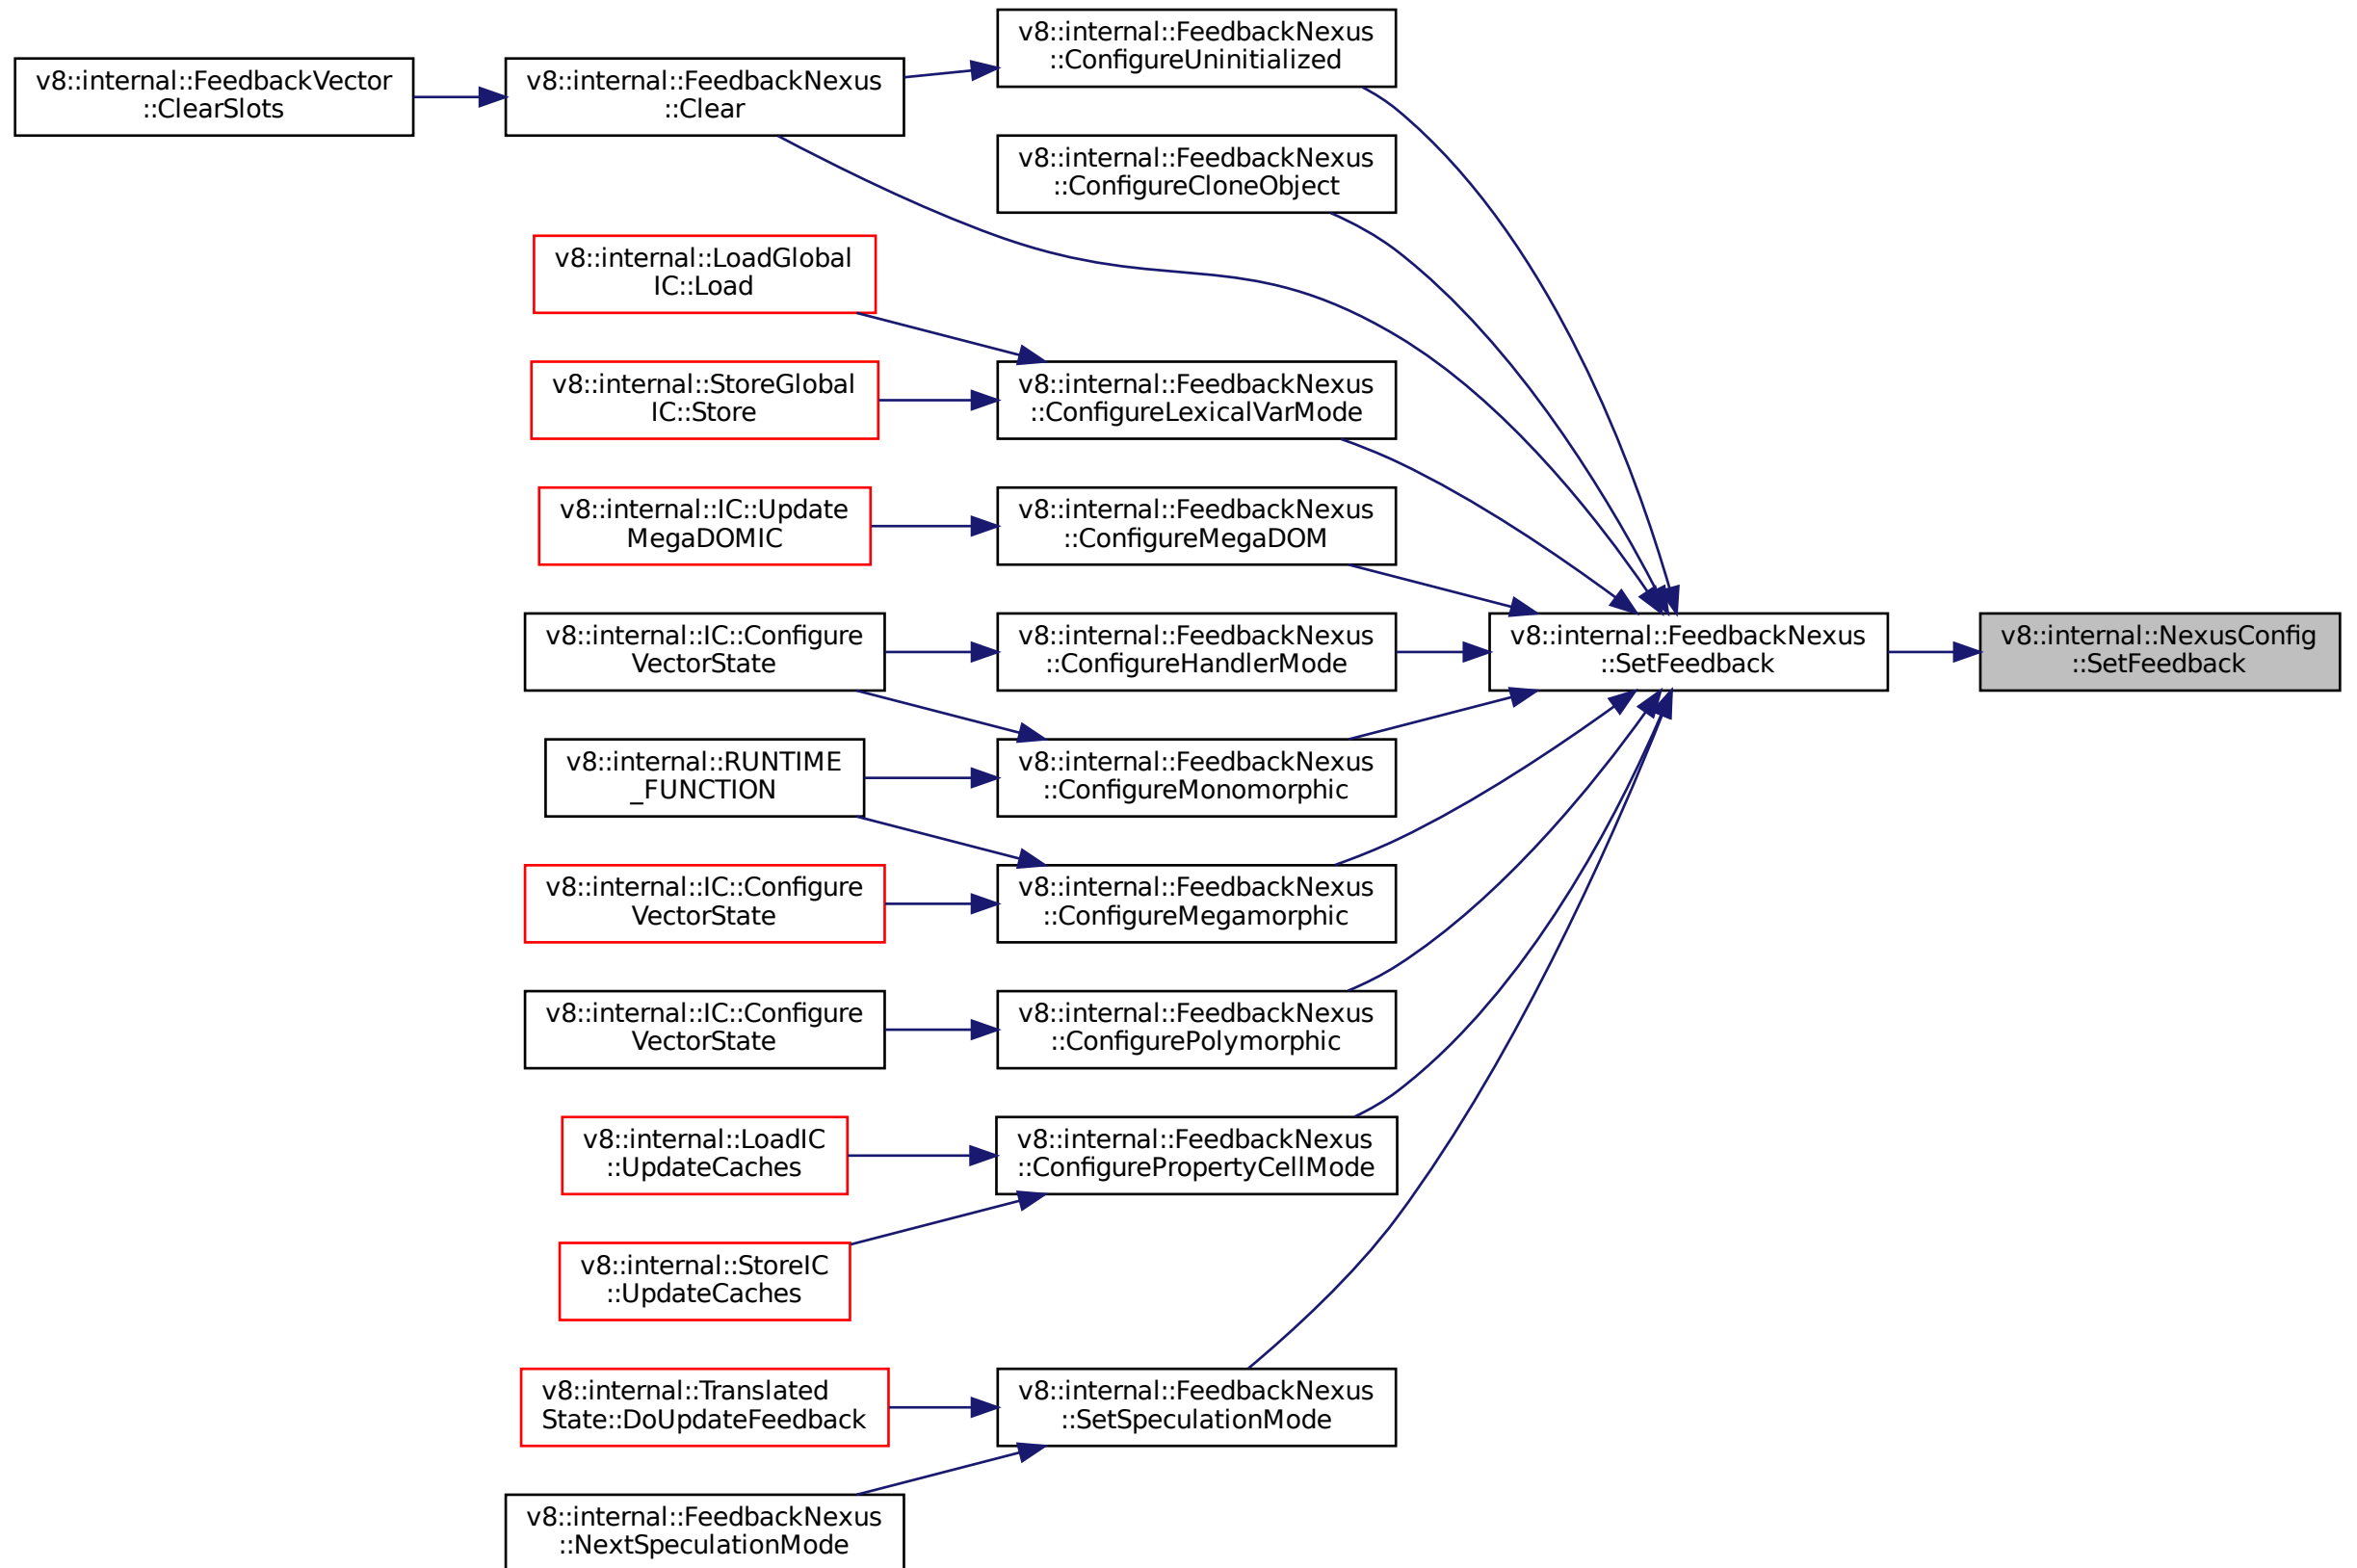 v8::internal::FeedbackVector
::ClearSlots
v8::internal::FeedbackNexus
::Clear
v8::internal::FeedbackNexus
::ConfigureUninitialized
v8::internal::FeedbackNexus
::ConfigureCloneObject
v8::internal::LoadGlobal
IC::Load
v8::internal::StoreGlobal
IC::Store
v8::internal::FeedbackNexus
::ConfigureLexicalVarMode
v8::internal::IC::Update
MegaDOMIC
v8::internal::FeedbackNexus
::ConfigureMegaDOM
v8::internal::IC::Configure
VectorState
v8::internal::FeedbackNexus
::ConfigureHandlerMode
v8::internal::FeedbackNexus
::SetFeedback
v8::internal::NexusConfig
::SetFeedback
v8::internal::RUNTIME
_FUNCTION
v8::internal::FeedbackNexus
::ConfigureMonomorphic
v8::internal::IC::Configure
VectorState
v8::internal::FeedbackNexus
::ConfigureMegamorphic
v8::internal::IC::Configure
VectorState
v8::internal::FeedbackNexus
::ConfigurePolymorphic
v8::internal::LoadIC
::UpdateCaches
v8::internal::FeedbackNexus
::ConfigurePropertyCellMode
v8::internal::StoreIC
::UpdateCaches
v8::internal::Translated
State::DoUpdateFeedback
v8::internal::FeedbackNexus
::SetSpeculationMode
v8::internal::FeedbackNexus
::NextSpeculationMode